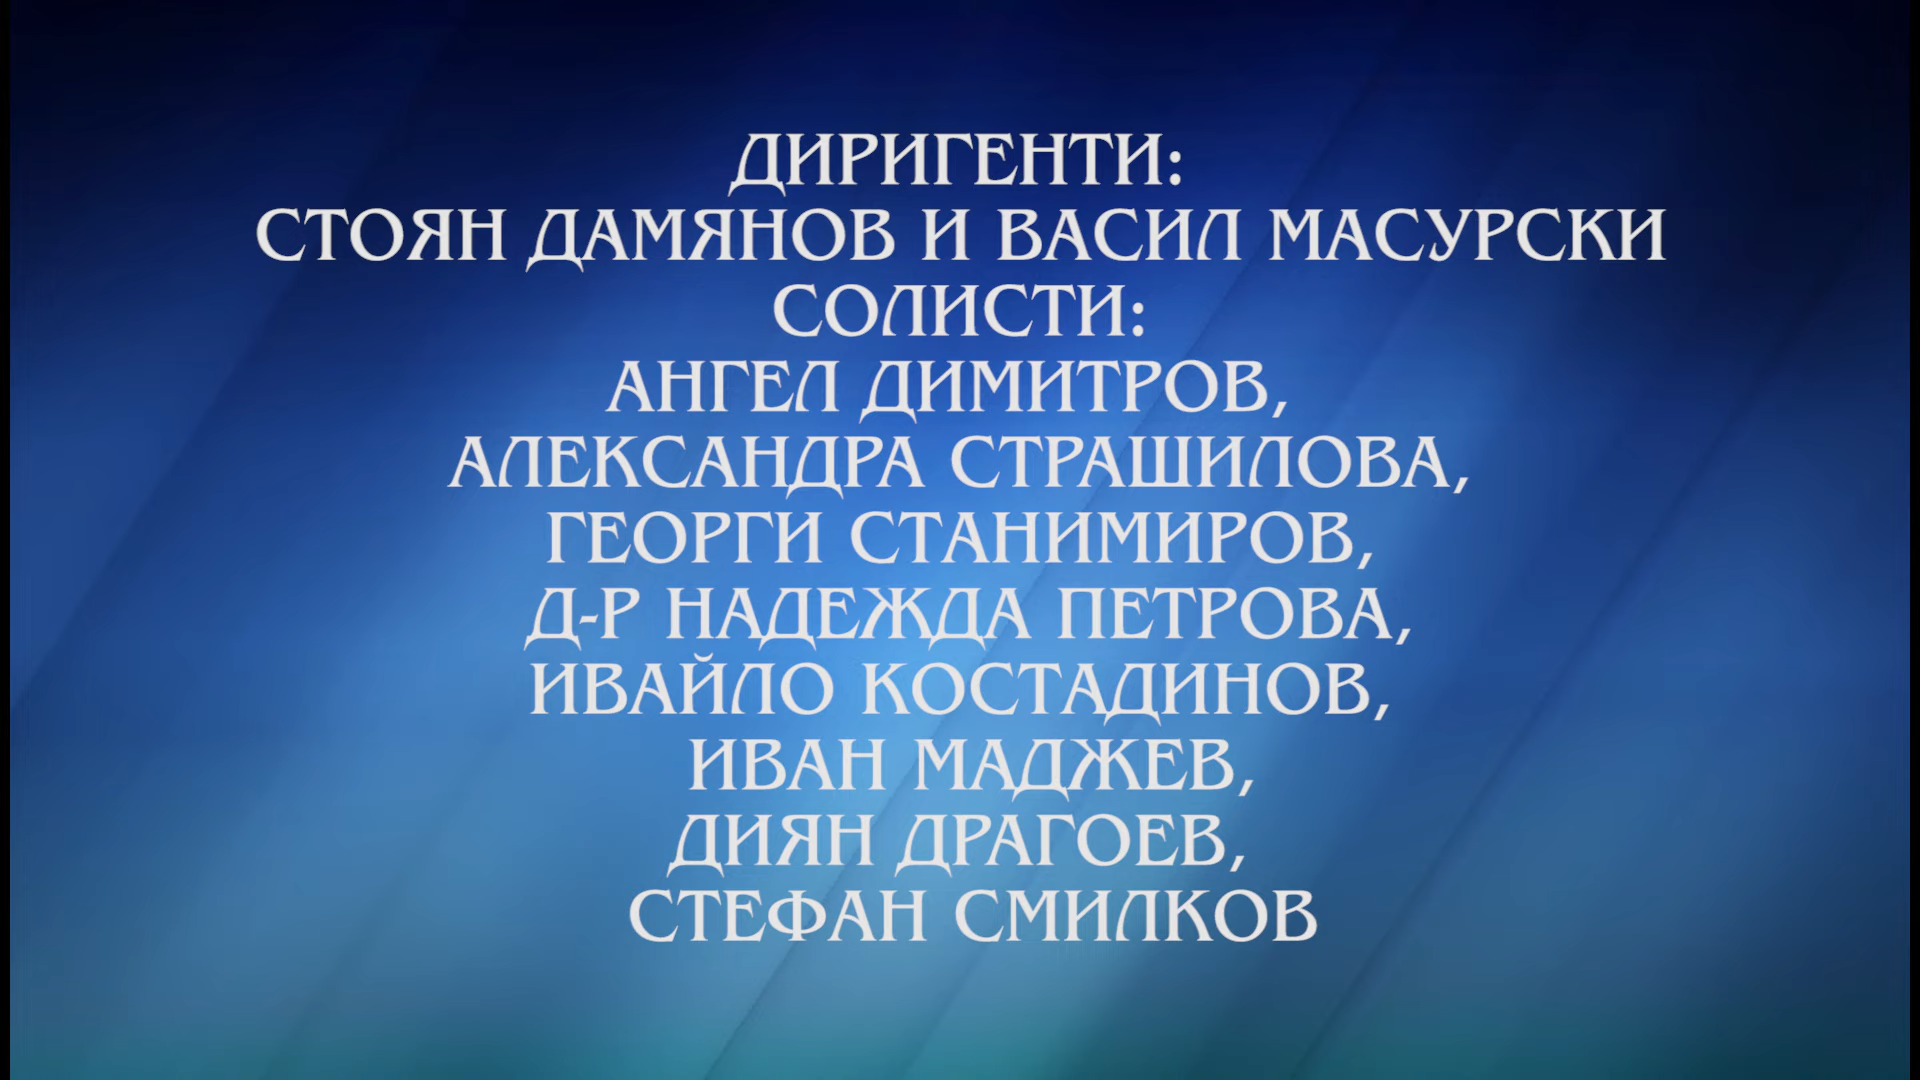 ДИРИГЕНТИ:
СТОЯН ДАМЯНОВ И ВАСИЛ МАСУРСКИ
СОЛИСТИ:
АНГЕЛ ДИМИТРОВ,
АЛЕКСАНДРА СТРАШИЛОВА,
ГЕОРГИ СТАНИМИРОВ,
Д-Р НАДЕЖДА ПЕТРОВА,
ИВАЙЛО КОСТАДИНОВ,
ИВАН МАДЖЕВ,
ДИЯН ДРАГОЕВ,
СТЕФАН СМИЛКОВ